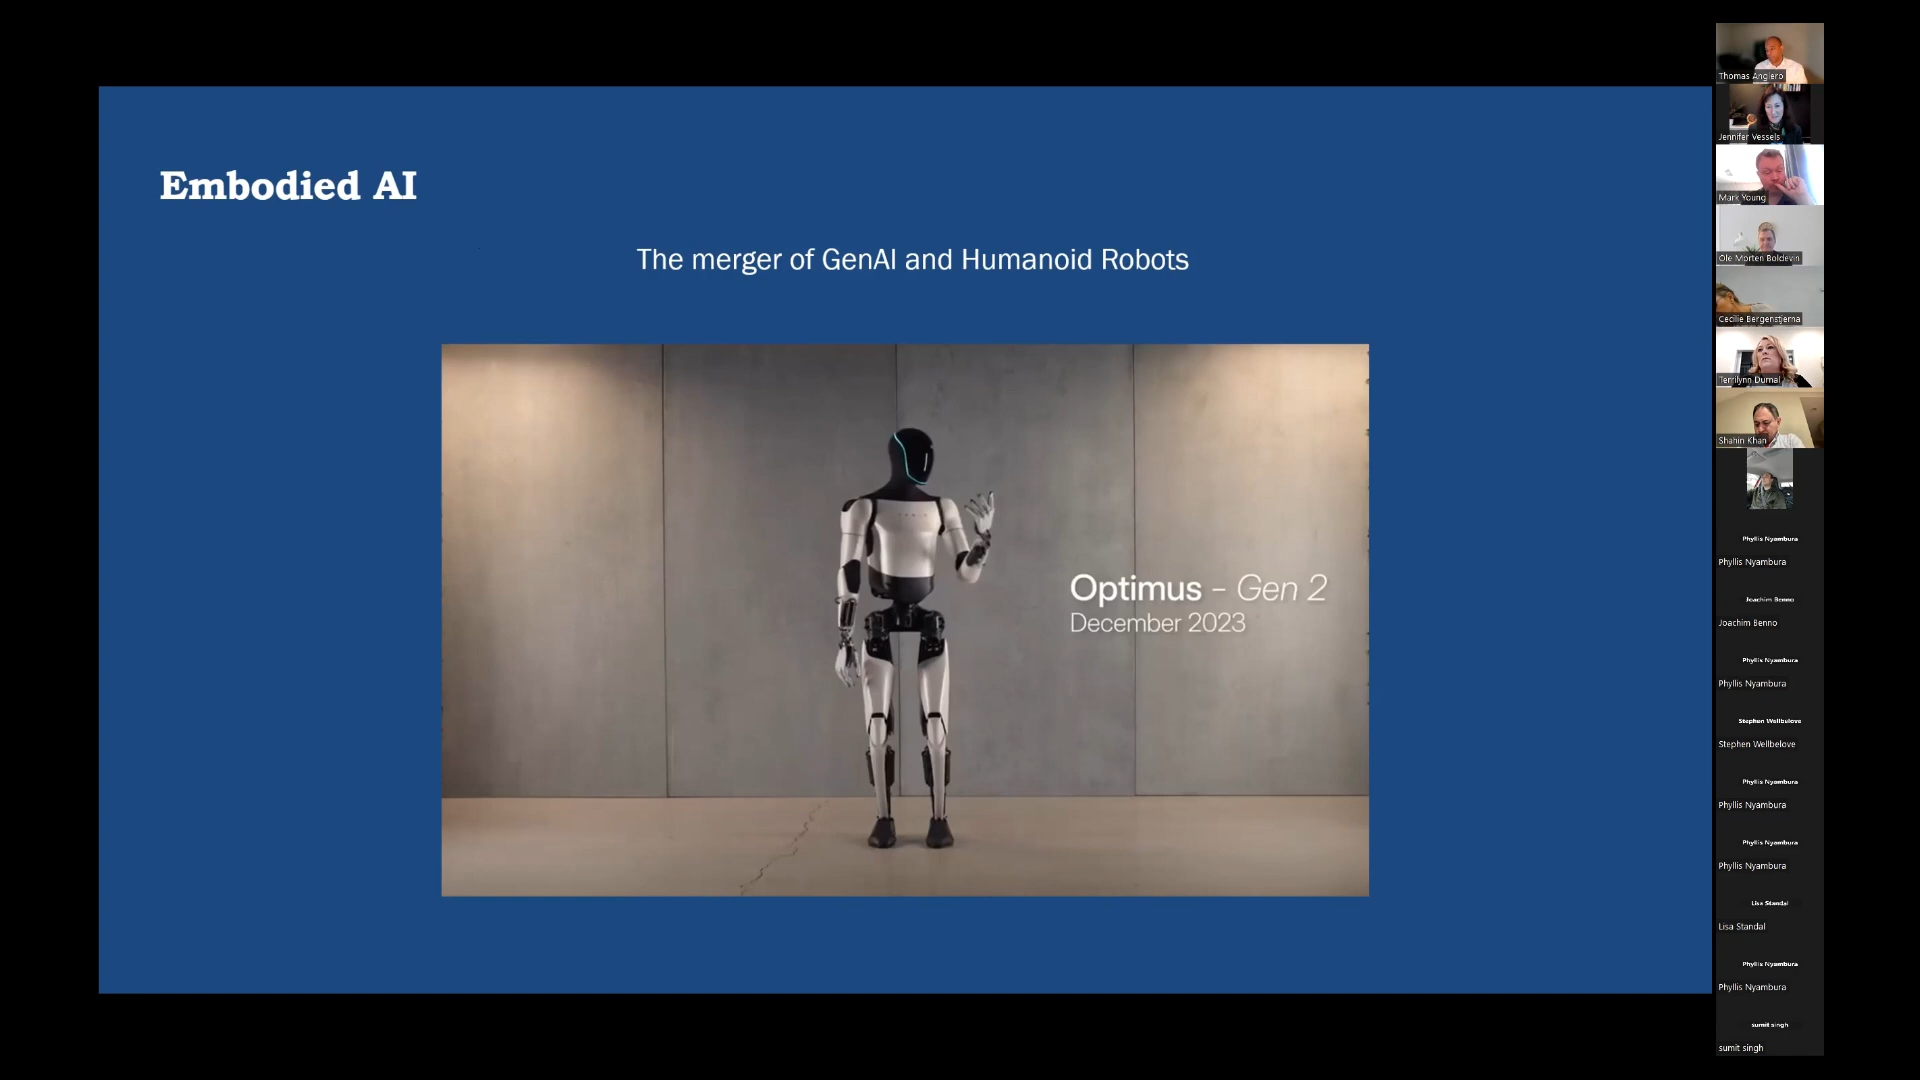 Embodied AI
The merger of GenAI and Humanoid Robots
TESLA
Optimus – Gen 2
December 2023
Thomas Anglero
Jennifer Vessels
Mark Young
Ole Morten Boldevin
Cecilie Bergenstjerna
Terrilynn Durnal
Shahin Khan
Phyllis Nyambura
Phyllis Nyambura
Joachim Benno
Joachim Benno
Phyllis Nyambura
Phyllis Nyambura
Stephen Wellbelove
Stephen Wellbelove
Phyllis Nyambura
Phyllis Nyambura
Phyllis Nyambura
Phyllis Nyambura
Lisa Standal
Lisa Standal
Phyllis Nyambura
Phyllis Nyambura
sumit singh
sumit singh